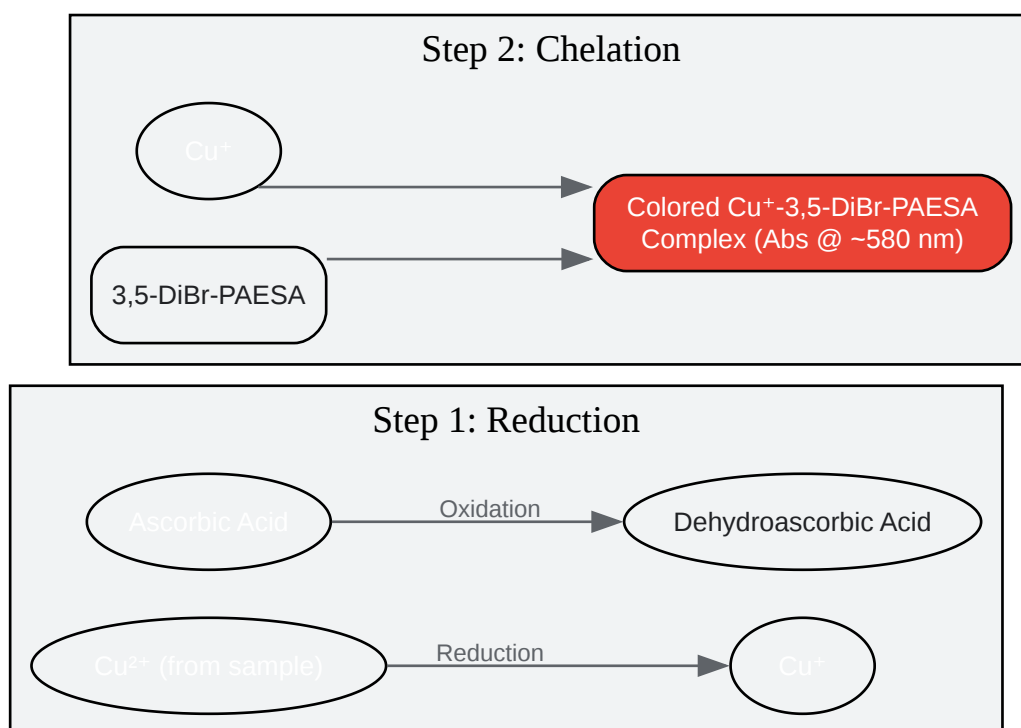 Step 2: Chelation
Cu⁺
3,5-DiBr-PAESA
Colored Cu⁺-3,5-DiBr-PAESA
Complex (Abs @ ~580 nm)
Step 1: Reduction
Ascorbic Acid
Oxidation
Dehydroascorbic Acid
Cu²⁺ (from sample)
Reduction
Cu⁺